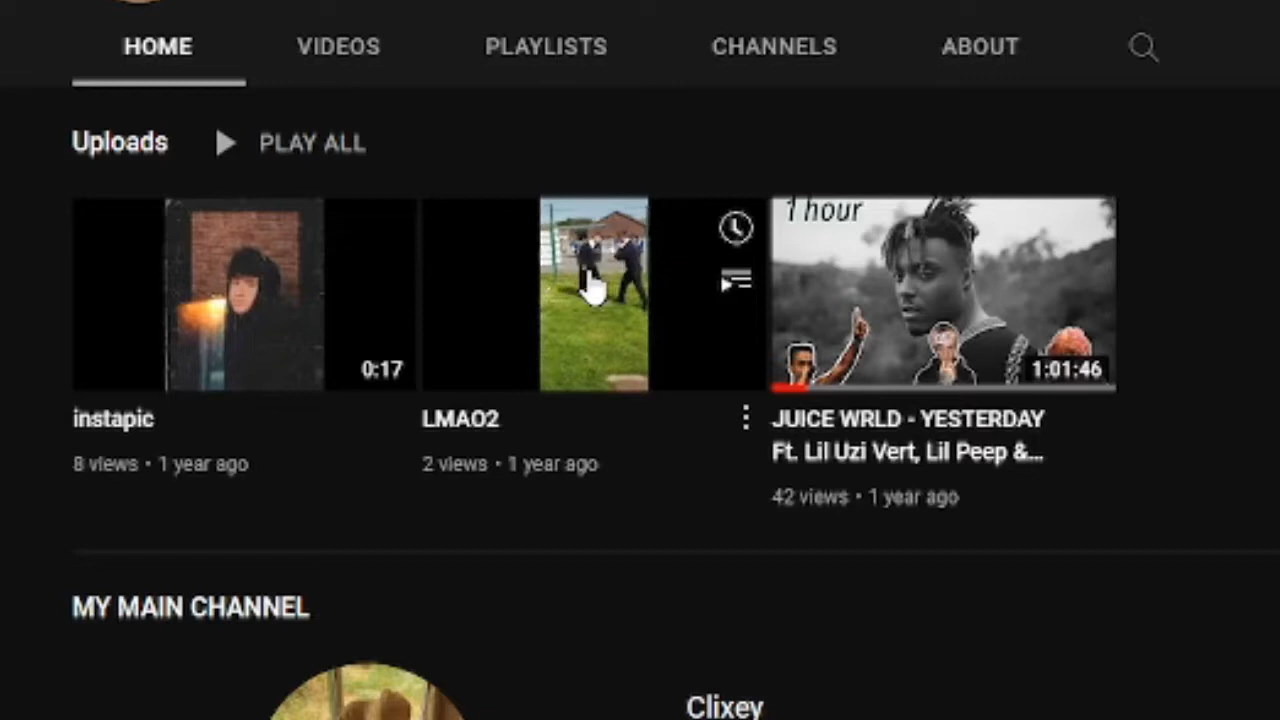 HOME VIDEOS PLAYLISTS CHANNELS ABOUT
Uploads PLAY ALL
1 hour
0:17
1:01:46
instapic
8 views • 1 year ago
LMAO2
2 views • 1 year ago
JUICE WRLD - YESTERDAY
Ft. Lil Uzi Vert, Lil Peep &...
42 views • 1 year ago
MY MAIN CHANNEL
Clixey